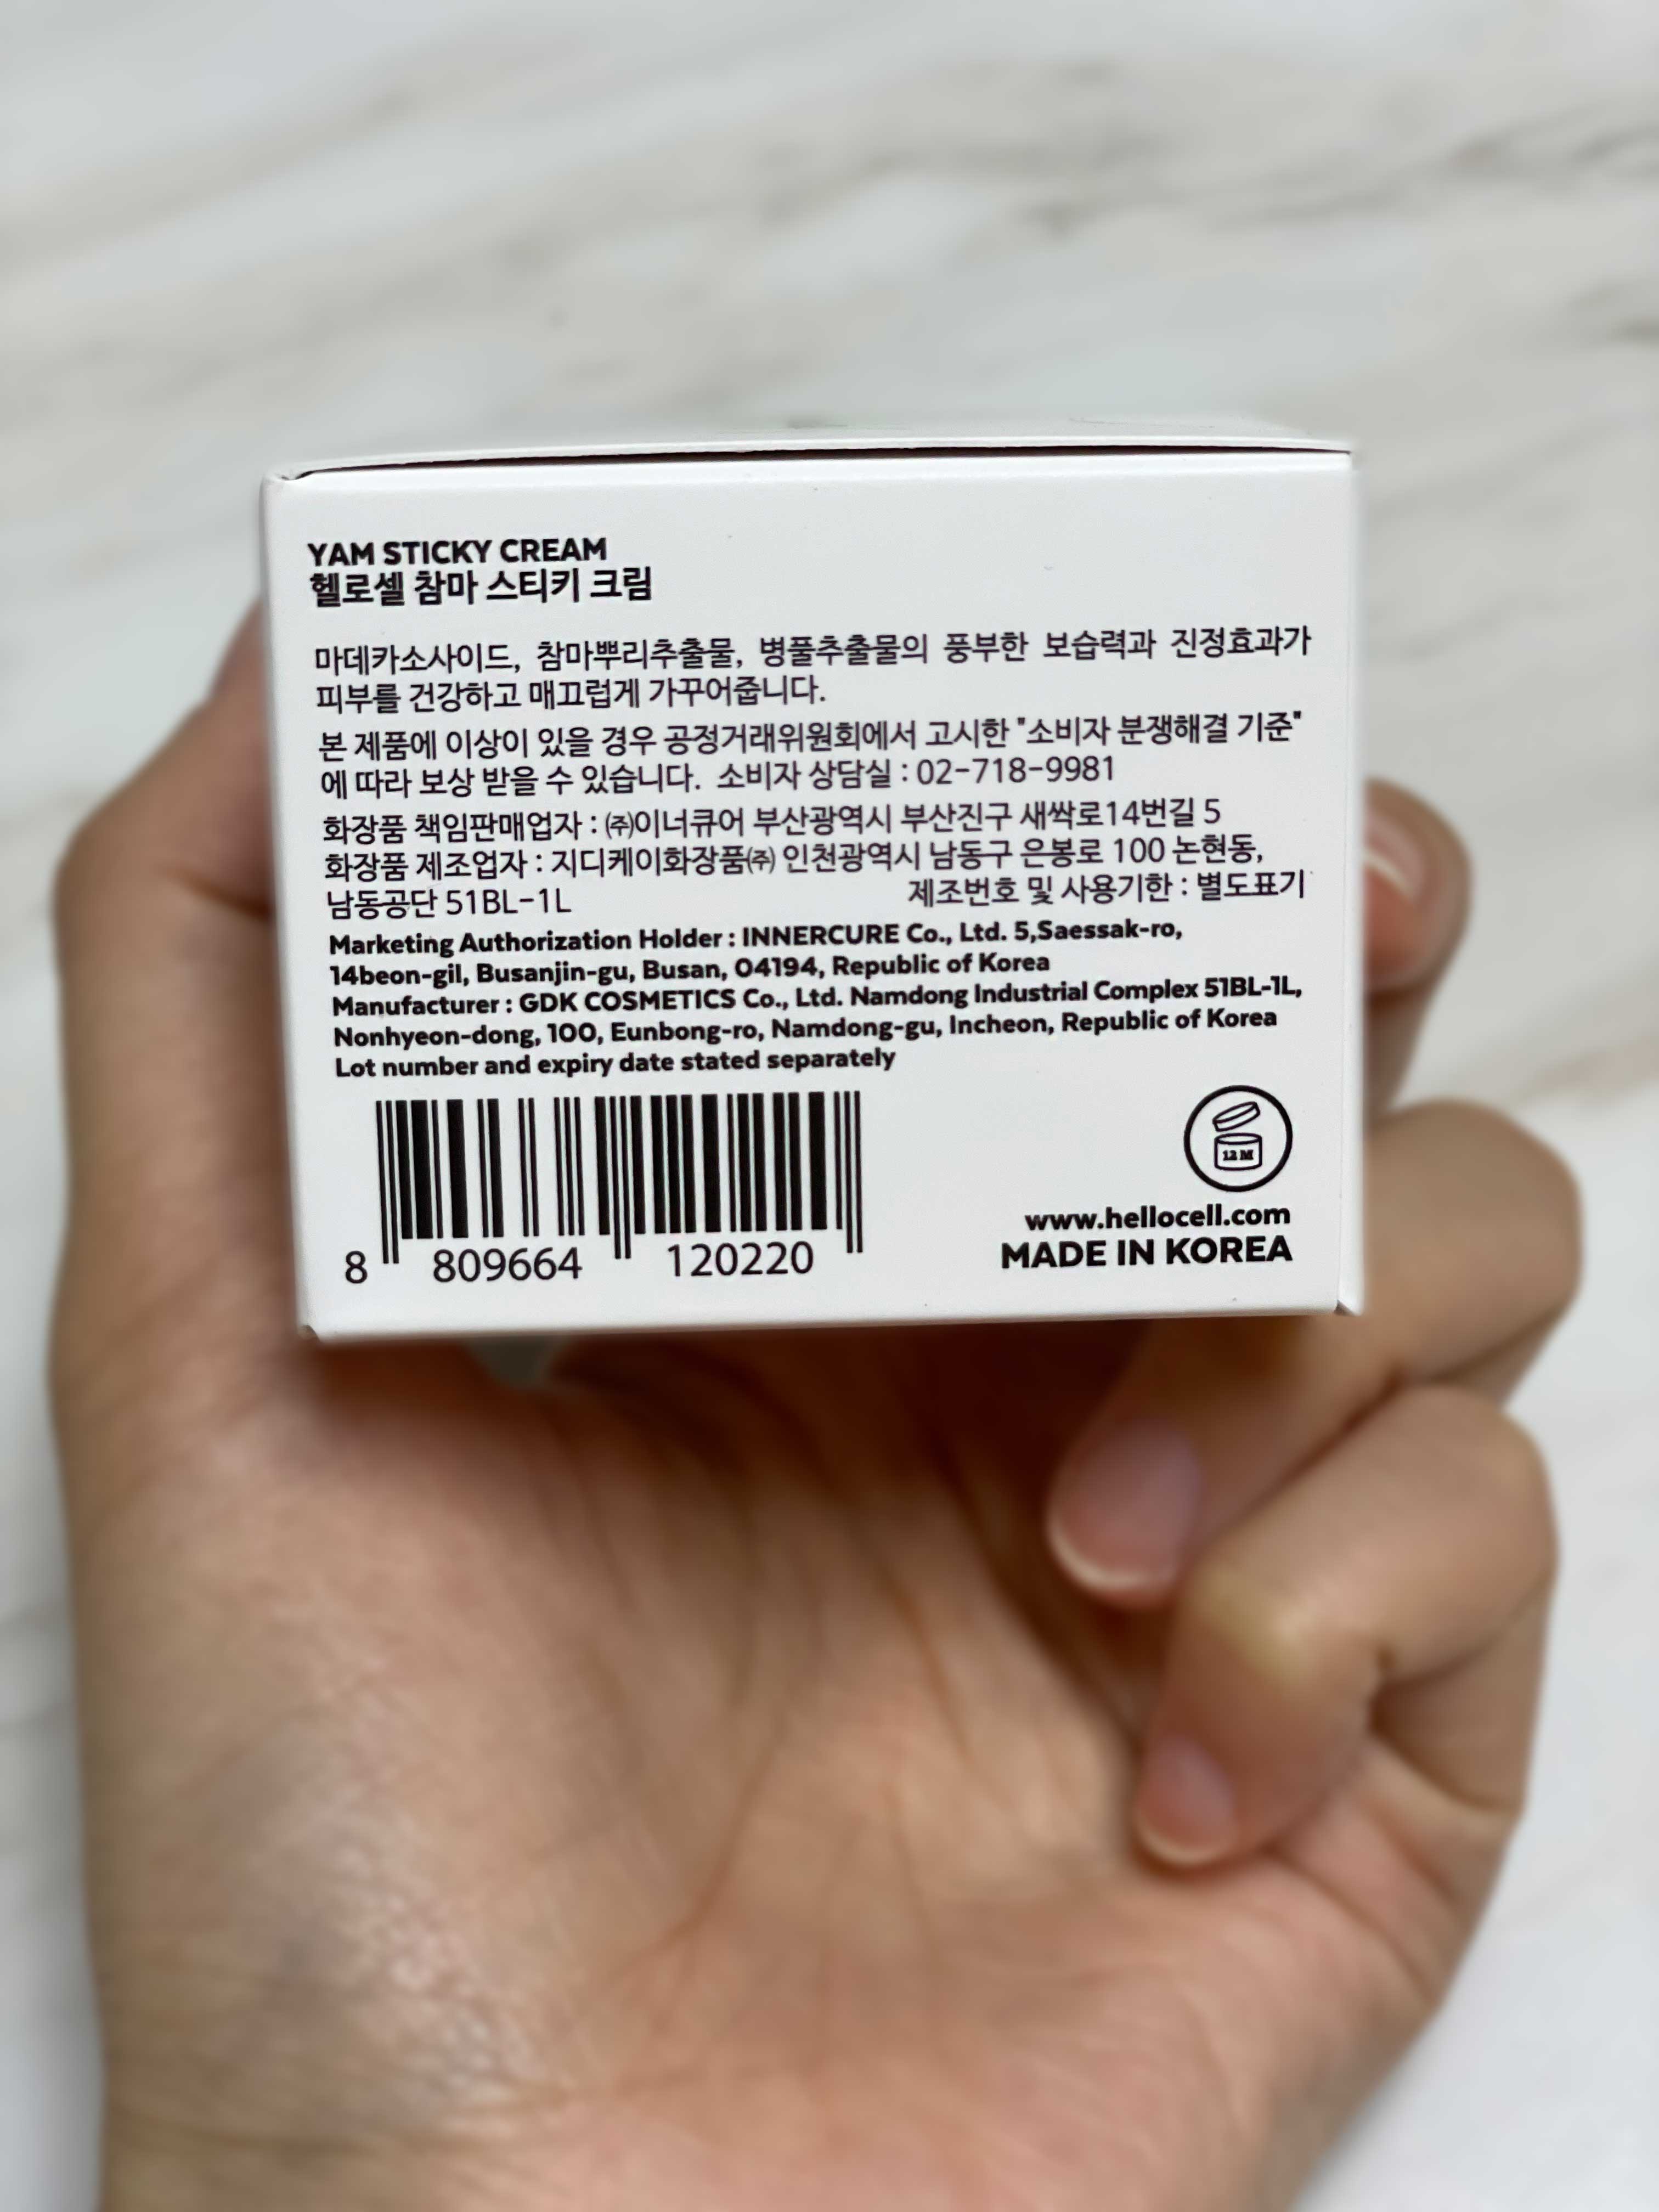 YAM STICKY CREAM
헬로셀 참마 스티키 크림
마데카소사이드, 참마뿌리추출물, 병풀추출물의 풍부한 보습력과 진정효과가
피부를 건강하고 매끄럽게 가꾸어줍니다.
본 제품에 이상이 있을 경우 공정거래위원회에서 고시한 "소비자 분쟁해결 기준"
에 따라 보상 받을 수 있습니다. 소비자 상담실 : 02-718-9981
화장품 책임판매업자 : ㈜이너큐어 부산광역시 부산진구 새싹로14번길 5
화장품 제조업자 : 지디케이화장품㈜ 인천광역시 남동구 은봉로 100 논현동,
남동공단 51BL-1L 제조번호 및 사용기한 : 별도표기
Marketing Authorization Holder : INNERCURE Co., Ltd. 5,Saessak-ro,
14beon-gil, Busanjin-gu, Busan, 04194, Republic of Korea
Manufacturer : GDK COSMETICS Co., Ltd. Namdong Industrial Complex 51BL-1L,
Nonhyeon-dong, 100, Eunbong-ro, Namdong-gu, Incheon, Republic of Korea
Lot number and expiry date stated separately
12M
www.hellocell.com
MADE IN KOREA
8 809664 120220